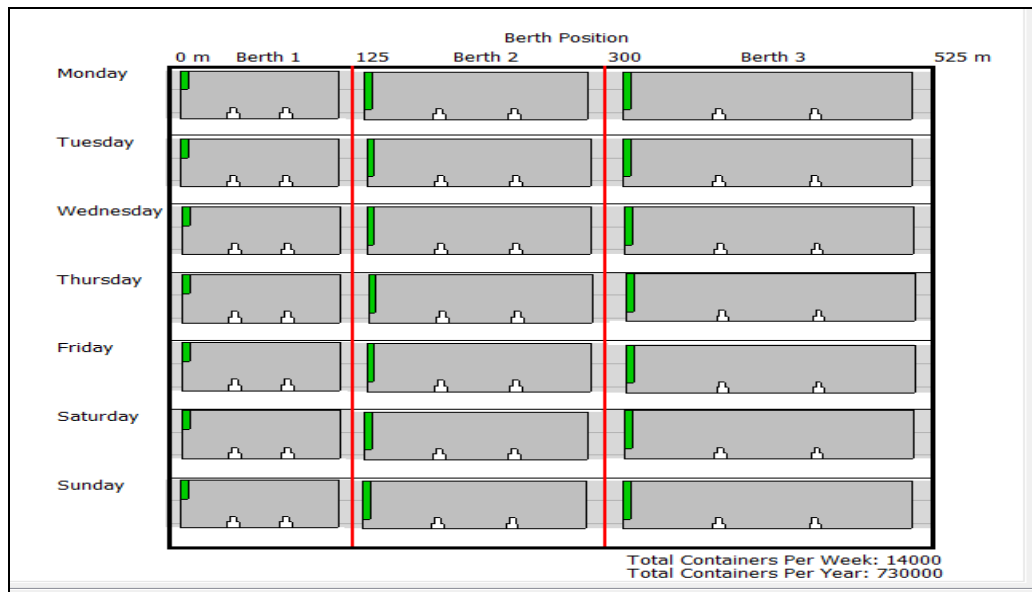 Berth Position
0 m Berth 1 125 Berth 2 300 Berth 3 525 m
Monday
Tuesday
Wednesday
Thursday
Friday
Saturday
Sunday
Total Containers Per Week: 14000
Total Containers Per Year: 730000